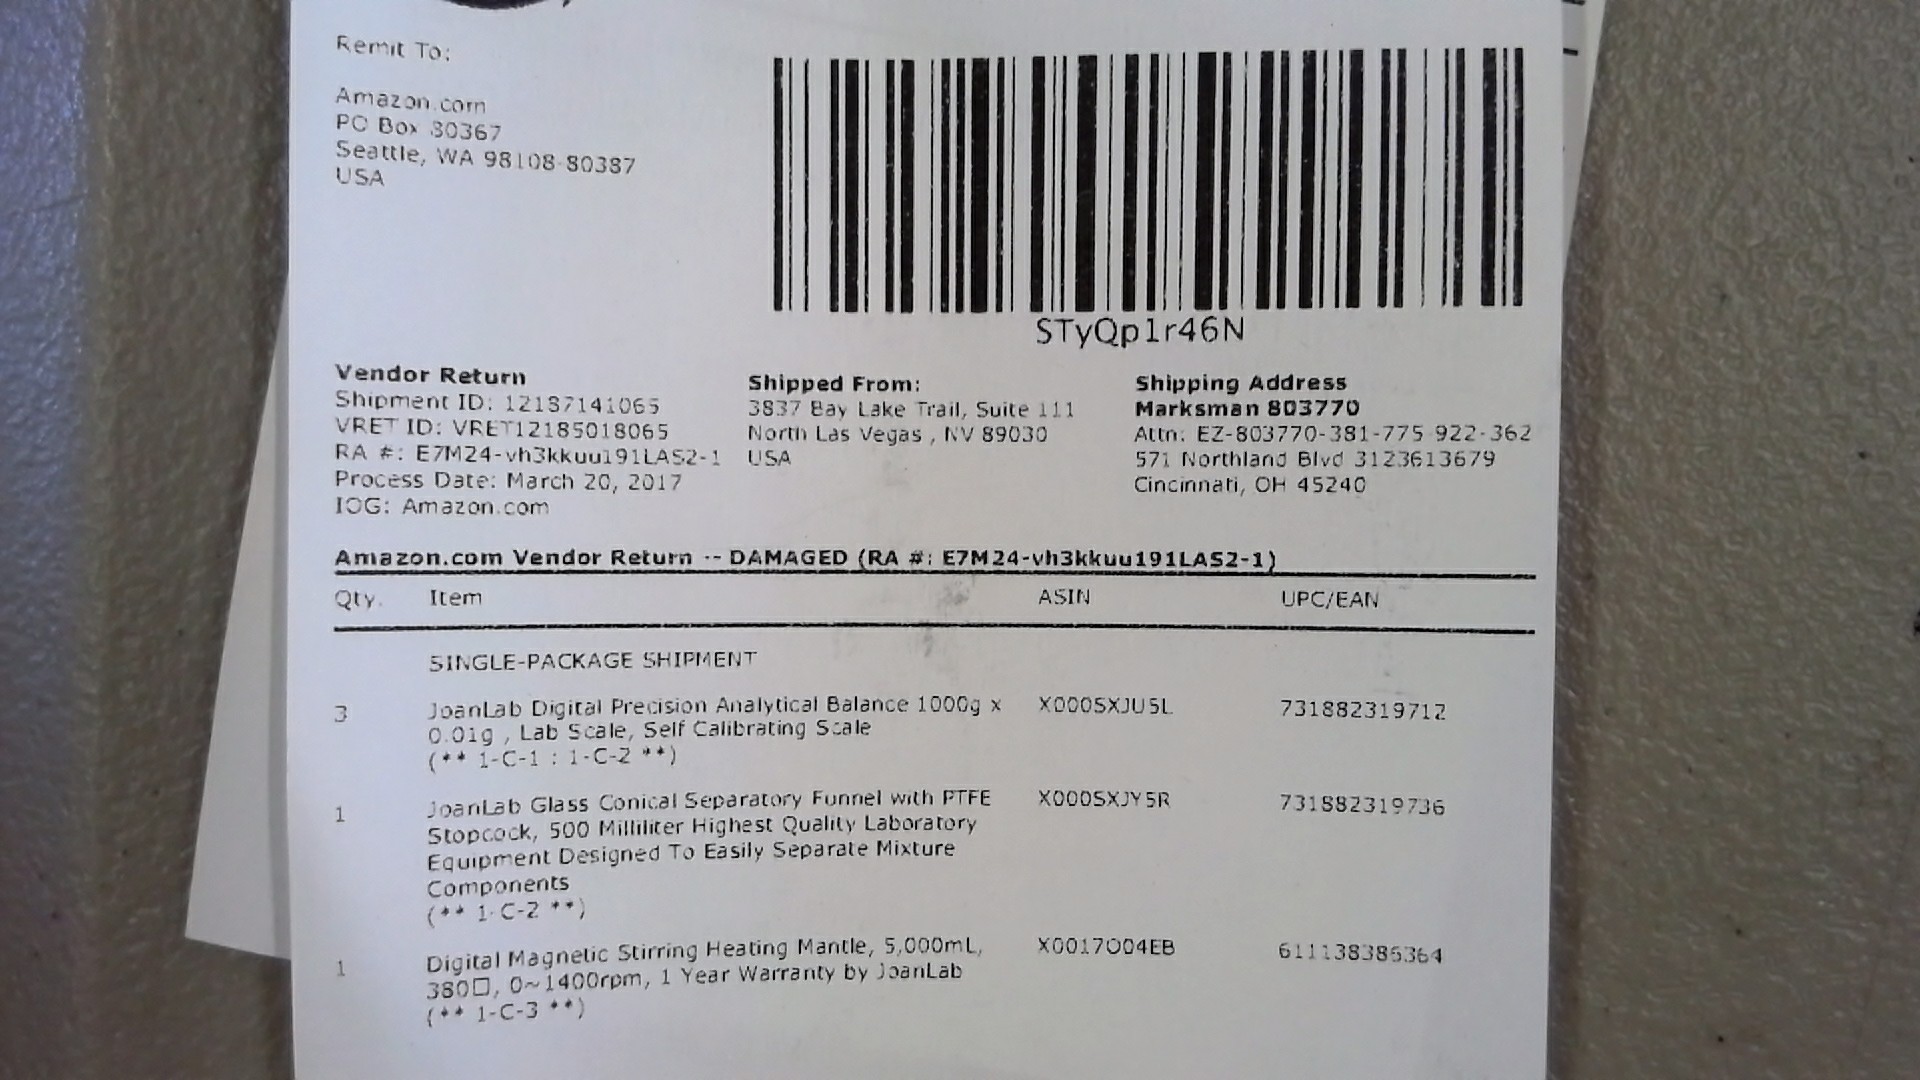 Remit To:
Amazon.com
PO Box 80387
Seattle, WA 98108-80387
USA
STyQp1r46N
Vendor Return
Shipment ID: 12187141065
VRET ID: VRET12185018065
RA #: E7M24-vh3kkuu191LAS2-1
Process Date: March 20, 2017
IOG: Amazon.com
Shipped From:
3837 Bay Lake Trail, Suite 111
North Las Vegas , NV 89030
USA
Shipping Address
Marksman 803770
Attn: EZ-803770-381-775-922-362
571 Northland Blvd 3123613679
Cincinnati, OH 45240
Amazon.com Vendor Return -- DAMAGED (RA #: E7M24-vh3kkuu191LAS2-1)
Qty. Item ASIN UPC/EAN
SINGLE-PACKAGE SHIPMENT
3 JoanLab Digital Precision Analytical Balance 1000g x X000SXJU5L 731882319712
0.01g , Lab Scale, Self Calibrating Scale
(** 1-C-1 : 1-C-2 **)
1 JoanLab Glass Conical Separatory Funnel with PTFE X000SXJY5R 731882319736
Stopcock, 500 Milliliter Highest Quality Laboratory
Equipment Designed To Easily Separate Mixture
Components
(** 1-C-2 **)
1 Digital Magnetic Stirring Heating Mantle, 5,000mL, X0017O04EB 611138386364
380□, 0~1400rpm, 1 Year Warranty by JoanLab
(** 1-C-3 **)